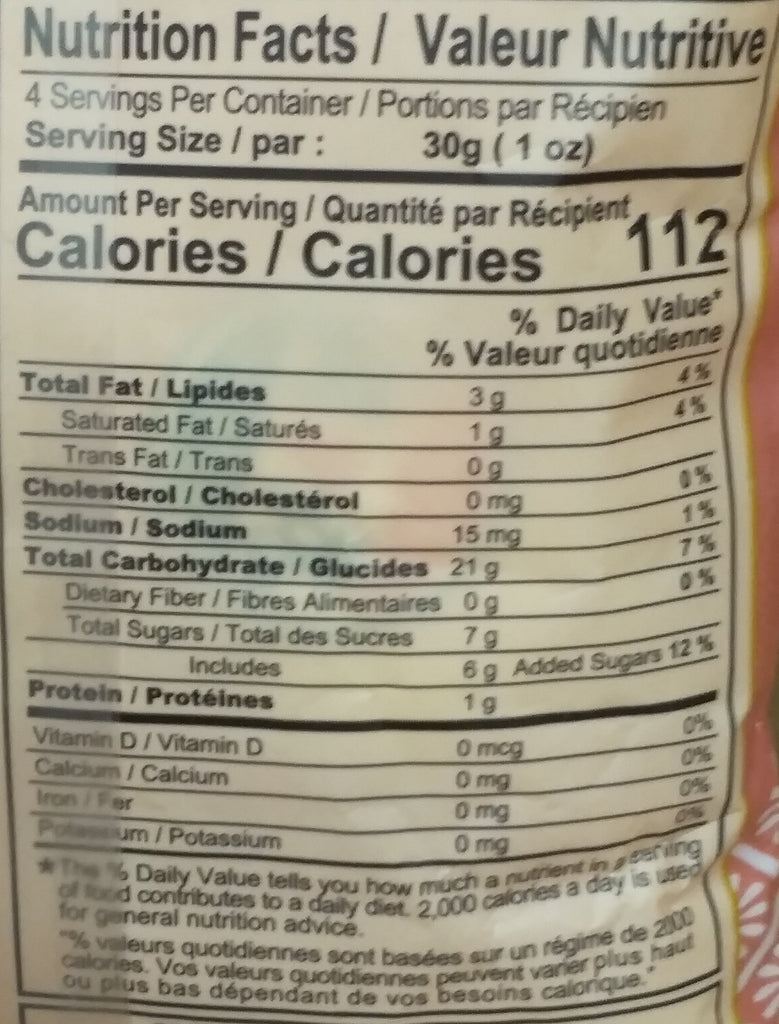 Nutrition Facts / Valeur Nutritive
4 Servings Per Container / Portions par Récipien
Serving Size / par : 30g ( 1 oz)
Amount Per Serving / Quantité par Récipient
Calories / Calories 112
% Daily Value*
% Valeur quotidienne
Total Fat / Lipides 3 g 4 %
Saturated Fat / Saturés 1 g 4 %
Trans Fat / Trans 0 g
Cholesterol / Cholestérol 0 mg 0 %
Sodium / Sodium 15 mg 1 %
Total Carbohydrate / Glucides 21 g 7 %
Dietary Fiber / Fibres Alimentaires 0 g 0 %
Total Sugars / Total des Sucres 7 g
Includes 6 g Added Sugars 12 %
Protein / Protéines 1 g
Vitamin D / Vitamin D 0 mcg 0%
Calcium / Calcium 0 mg 0%
Iron / Fer 0 mg 0%
Potassium / Potassium 0 mg 0%
* The % Daily Value tells you how much a nutrient in a serving
of food contributes to a daily diet. 2,000 calories a day is used
for general nutrition advice.
"% valeurs quotidiennes sont basées sur un régime de 2000
calories. Vos valeurs quotidiennes peuvent varier plus haut
ou plus bas dépendant de vos besoins calorique."